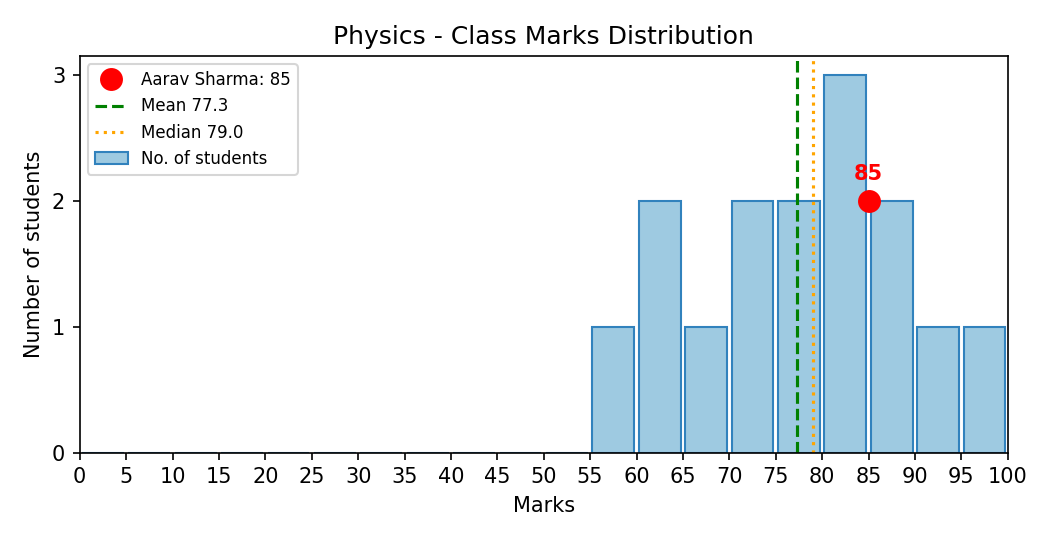 Physics - Class Marks Distribution
Aarav Sharma: 85
Mean 77.3
Median 79.0
No. of students
85
3
2
1
0
Number of students
0 5 10 15 20 25 30 35 40 45 50 55 60 65 70 75 80 85 90 95 100
Marks